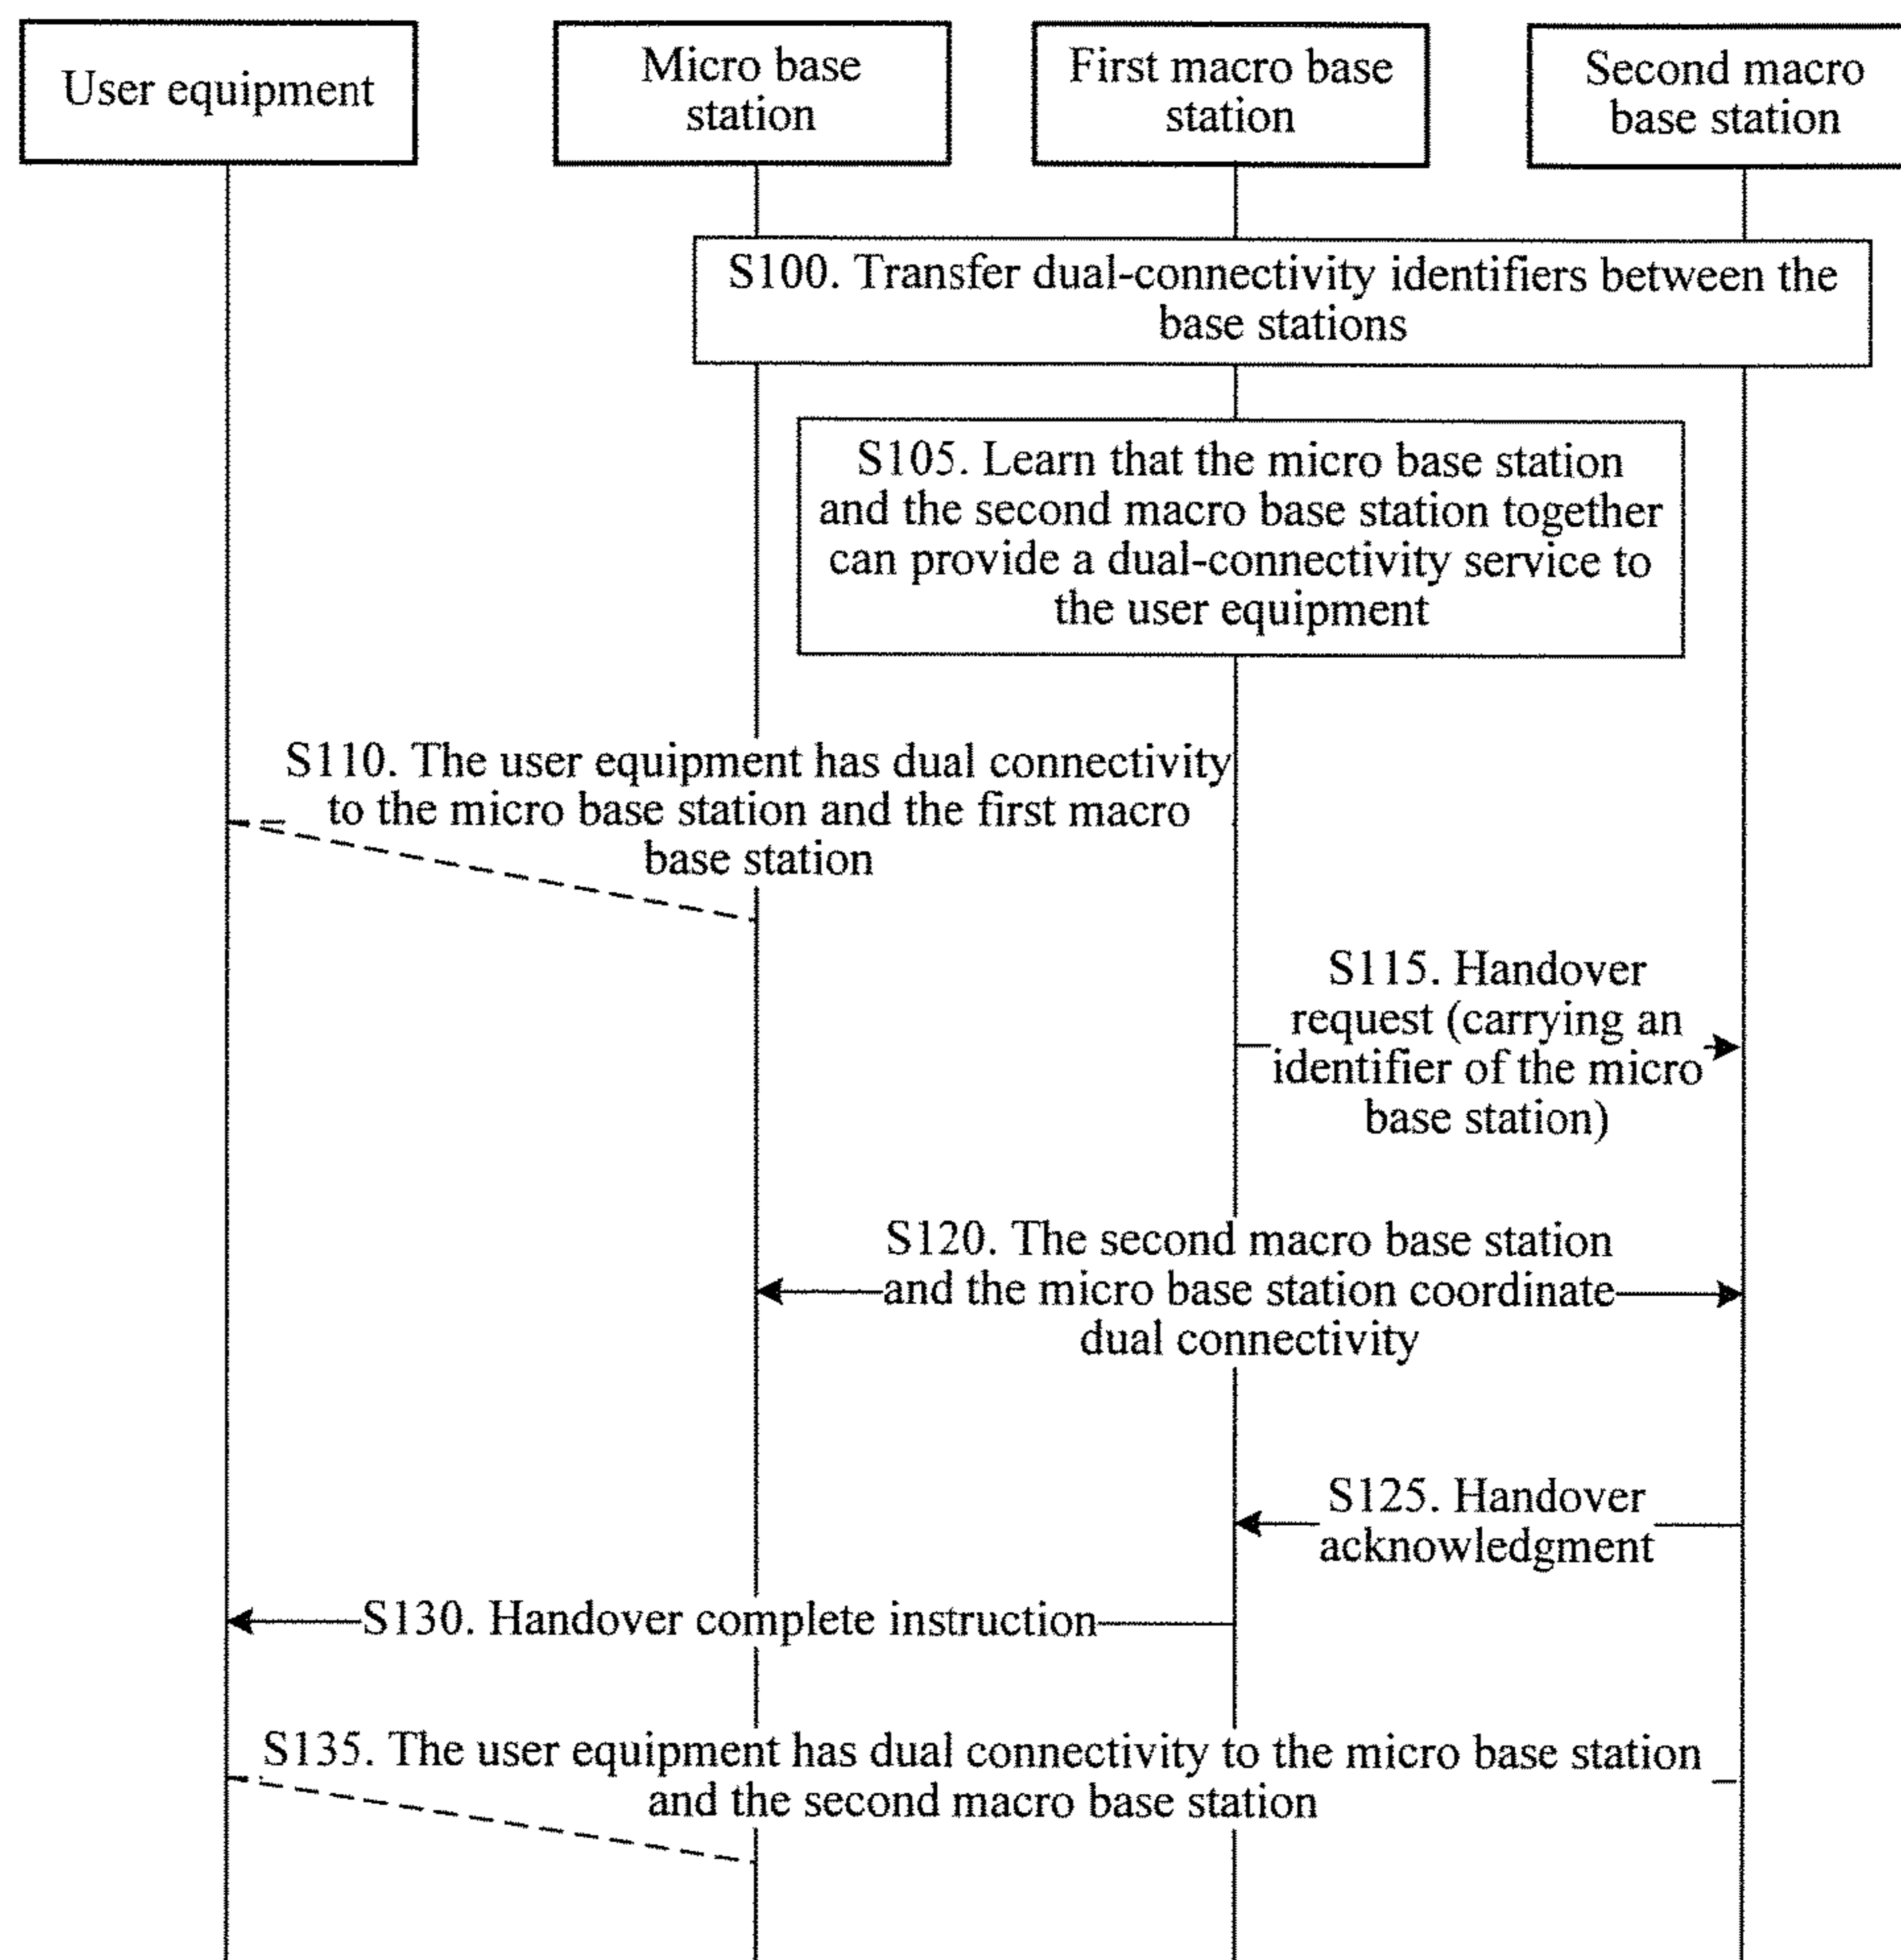 User equipment
Micro base
station
First macro base
station
Second macro
base station
S100. Transfer dual-connectivity identifiers between the
base stations
S105. Learn that the micro base station
and the second macro base station together
can provide a dual-connectivity service to
the user equipment
S110. The user equipment has dual connectivity
to the micro base station and the first macro
base station
S115. Handover
request (carrying an
identifier of the micro
base station)
S120. The second macro base station
and the micro base station coordinate
dual connectivity
S125. Handover
acknowledgment
S130. Handover complete instruction
S135. The user equipment has dual connectivity to the micro base station
and the second macro base station